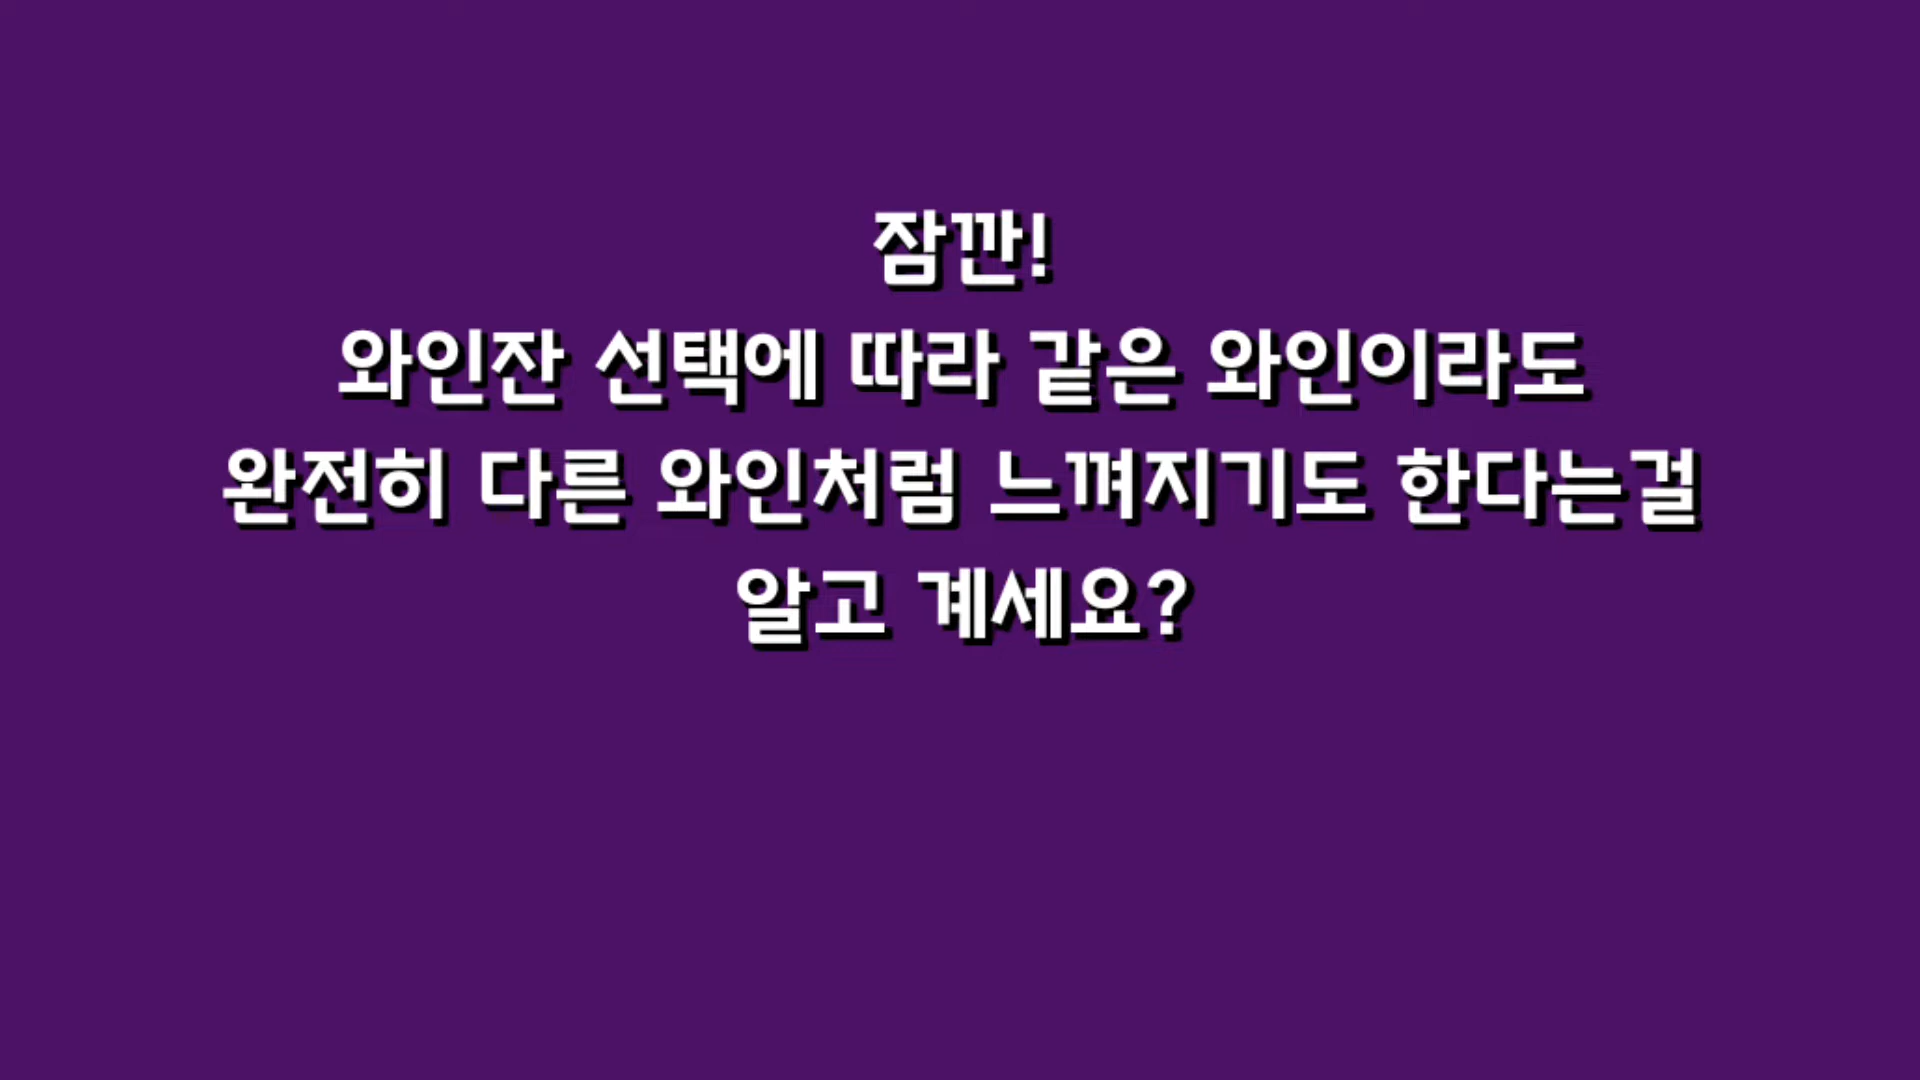 잠깐!
와인잔 선택에 따라 같은 와인이라도
완전히 다른 와인처럼 느껴지기도 한다는걸
알고 계세요?